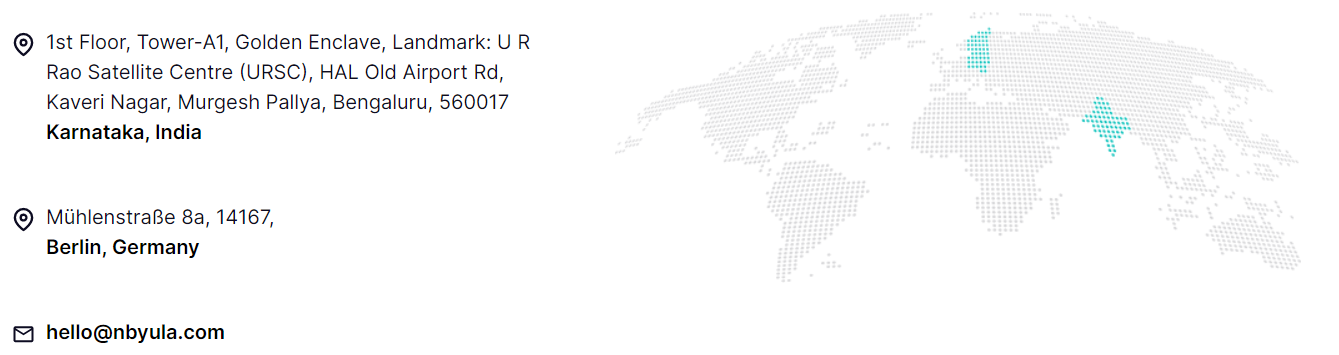 1st Floor, Tower-A1, Golden Enclave, Landmark: U R
Rao Satellite Centre (URSC), HAL Old Airport Rd,
Kaveri Nagar, Murgesh Pallya, Bengaluru, 560017
Karnataka, India
Mühlenstraße 8a, 14167,
Berlin, Germany
hello@nbyula.com